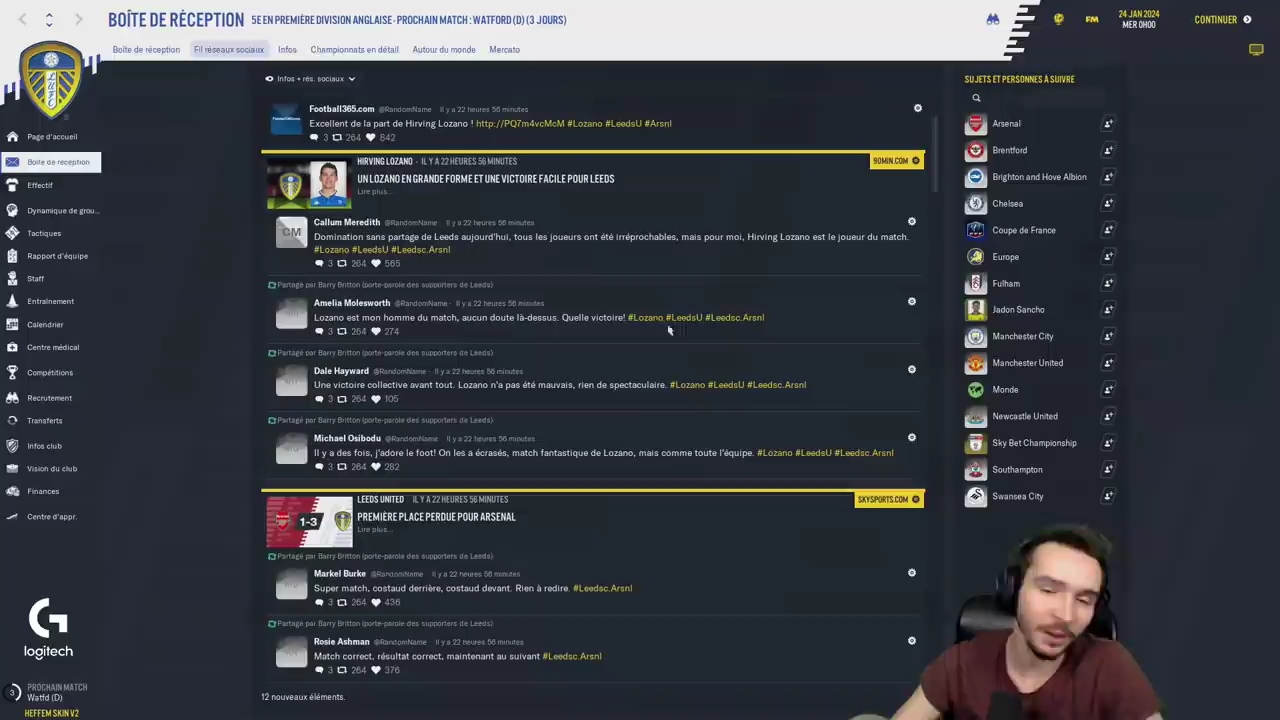 BOÎTE DE RÉCEPTION
5E EN PREMIÈRE DIVISION ANGLAISE - PROCHAIN MATCH : WATFORD (D) (3 JOURS)
FM
24 JAN 2024
MER 0H00
CONTINUER
Boîte de réception
Fil réseaux sociaux
Infos
Championnats en détail
Autour du monde
Mercato
Page d'accueil
Boîte de réception
Effectif
Dynamique de grou...
Tactiques
Rapport d'équipe
Staff
Entraînement
Calendrier
Centre médical
Compétitions
Recrutement
Transferts
Infos club
Vision du club
Finances
Centre d'appr.
logitech
3
PROCHAIN MATCH
Watfd (D)
HEFFEM SKIN V2
Infos + rés. sociaux
Football365.com @RandomName Il y a 22 heures 56 minutes
Excellent de la part de Hirving Lozano ! http://PQ7m4vcMcM #Lozano #LeedsU #Arsnl
3 264 842
HIRVING LOZANO - IL Y A 22 HEURES 56 MINUTES
90MIN.COM
UN LOZANO EN GRANDE FORME ET UNE VICTOIRE FACILE POUR LEEDS
Lire plus...
CM
Callum Meredith @RandomName Il y a 22 heures 56 minutes
Domination sans partage de Leeds aujourd'hui, tous les joueurs ont été irréprochables, mais pour moi, Hirving Lozano est le joueur du match.
#Lozano #LeedsU #Leedsc.Arsnl
3 264 565
Partagé par Barry Britton (porte-parole des supporters de Leeds)
Amelia Molesworth @RandomName · Il y a 22 heures 56 minutes
Lozano est mon homme du match, aucun doute là-dessus. Quelle victoire! #Lozano #LeedsU #Leedsc.Arsnl
3 264 274
Partagé par Barry Britton (porte-parole des supporters de Leeds)
Dale Hayward @RandomName · Il y a 22 heures 56 minutes
Une victoire collective avant tout. Lozano n'a pas été mauvais, rien de spectaculaire. #Lozano #LeedsU #Leedsc.Arsnl
3 264 105
Partagé par Barry Britton (porte-parole des supporters de Leeds)
Michael Osibodu @RandomName Il y a 22 heures 56 minutes
Il y a des fois, j'adore le foot! On les a écrasés, match fantastique de Lozano, mais comme toute l'équipe. #Lozano #LeedsU #Leedsc.Arsnl
3 264 282
LEEDS UNITED IL Y A 22 HEURES 56 MINUTES
SKYSPORTS.COM
1-3
PREMIÈRE PLACE PERDUE POUR ARSENAL
Lire plus...
Partagé par Barry Britton (porte-parole des supporters de Leeds)
Markel Burke @RandomName Il y a 22 heures 56 minutes
Super match, costaud derrière, costaud devant. Rien à redire. #Leedsc.Arsnl
3 264 436
Partagé par Barry Britton (porte-parole des supporters de Leeds)
Rosie Ashman @RandomName · Il y a 22 heures 56 minutes
Match correct, résultat correct, maintenant au suivant #Leedsc.Arsnl
3 264 376
12 nouveaux éléments.
SUJETS ET PERSONNES À SUIVRE
Arsenal
Brentford
Brighton and Hove Albion
Chelsea
Coupe de France
Europe
Fulham
Jadon Sancho
Manchester City
Manchester United
Monde
Newcastle United
Sky Bet Championship
Southampton
Swansea City